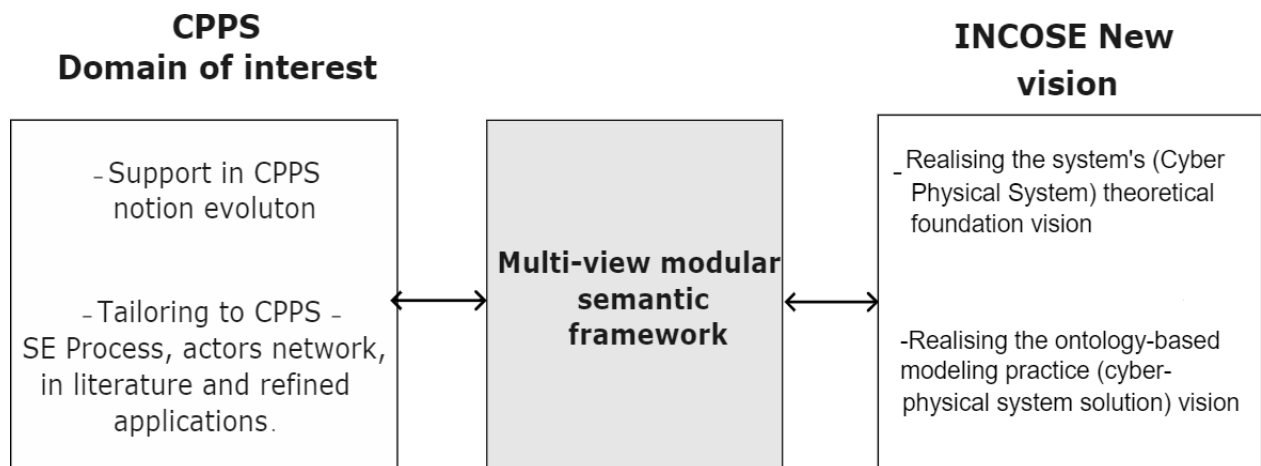 CPPS
Domain of interest
- Support in CPPS
notion evoluton
- Tailoring to CPPS -
SE Process, actors network,
in literature and refined
applications.
Multi-view modular
semantic
framework
INCOSE New
vision
- Realising the system's (Cyber
Physical System) theoretical
foundation vision
-Realising the ontology-based
modeling practice (cyber-
physical system solution) vision